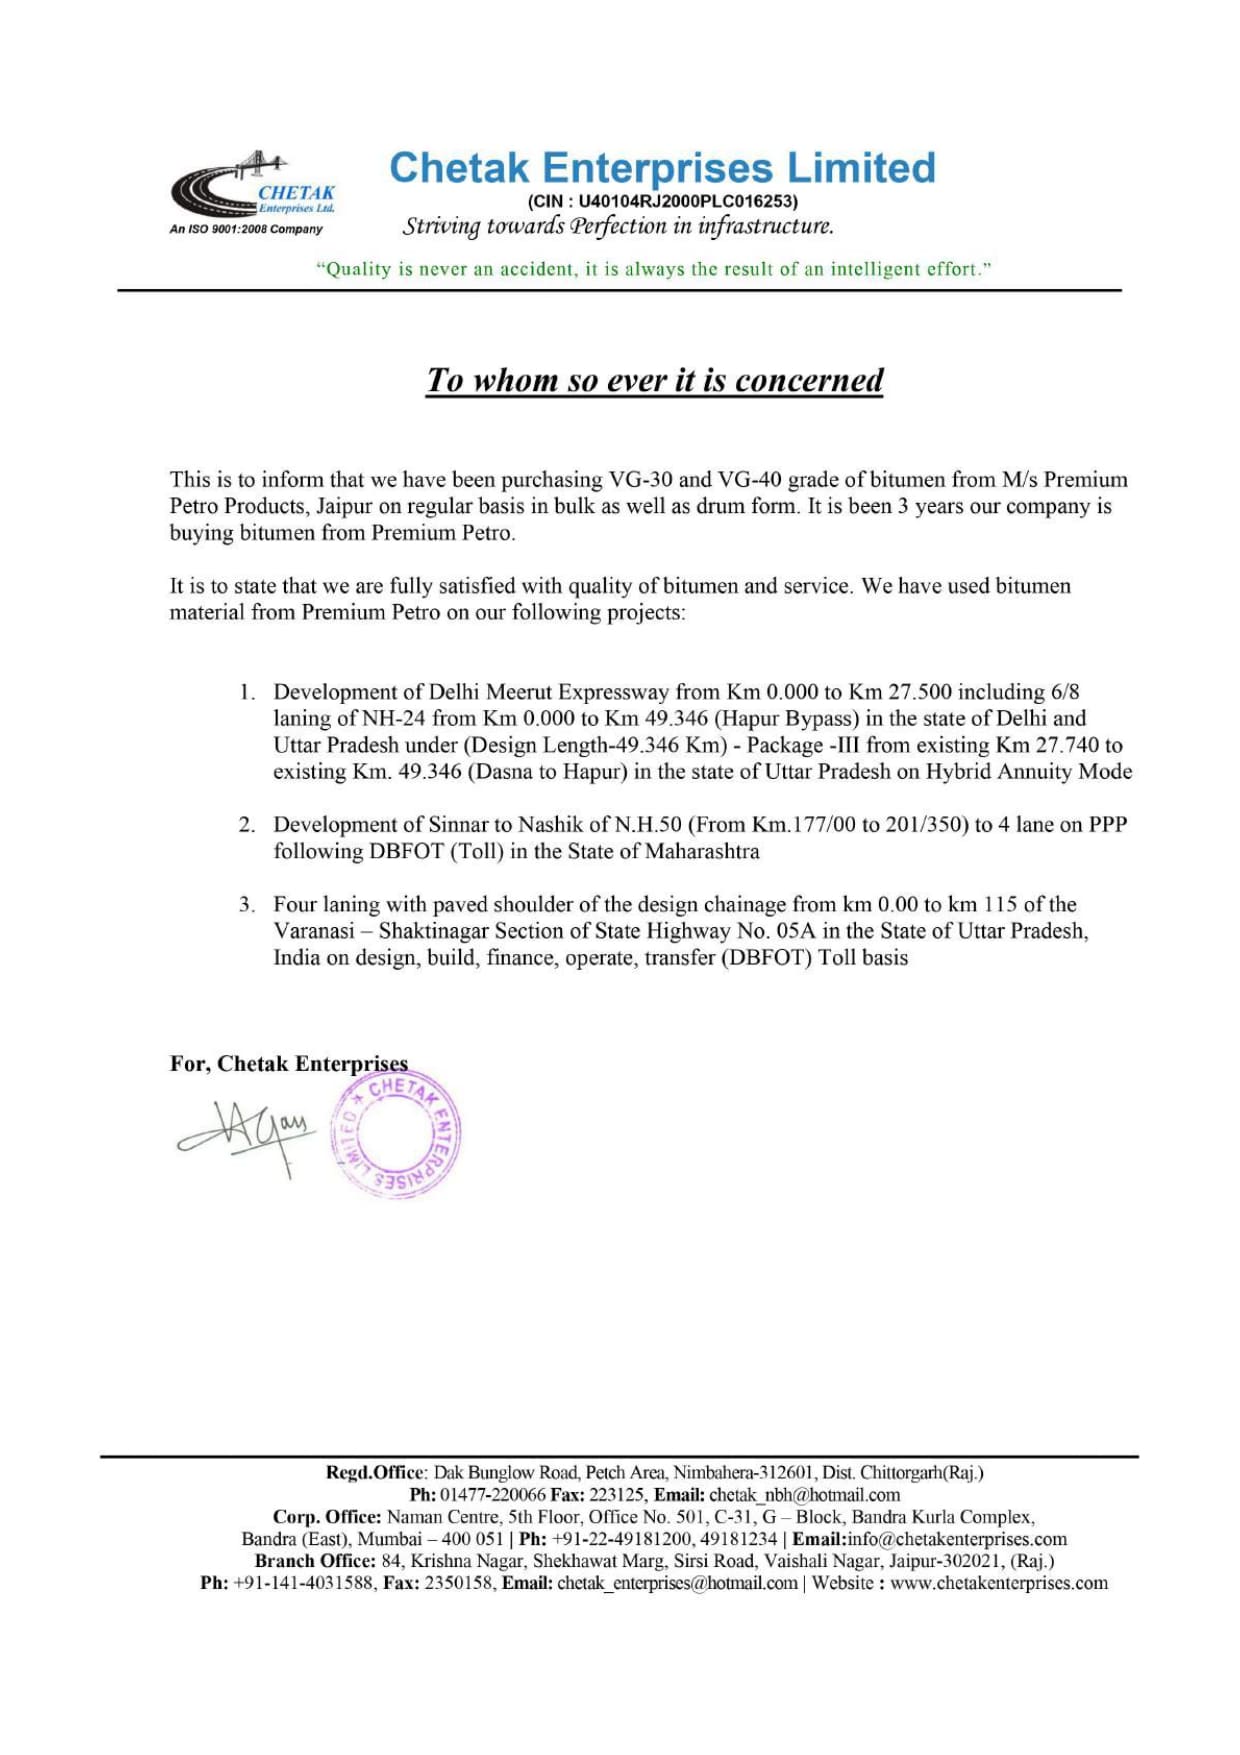 CHETAK
Enterprises Ltd.
An ISO 9001:2008 Company
Chetak Enterprises Limited
(CIN : U40104RJ2000PLC016253)
Striving towards Perfection in infrastructure.
“Quality is never an accident, it is always the result of an intelligent effort.”
To whom so ever it is concerned
This is to inform that we have been purchasing VG-30 and VG-40 grade of bitumen from M/s Premium
Petro Products, Jaipur on regular basis in bulk as well as drum form. It is been 3 years our company is
buying bitumen from Premium Petro.
It is to state that we are fully satisfied with quality of bitumen and service. We have used bitumen
material from Premium Petro on our following projects:
1. Development of Delhi Meerut Expressway from Km 0.000 to Km 27.500 including 6/8
laning of NH-24 from Km 0.000 to Km 49.346 (Hapur Bypass) in the state of Delhi and
Uttar Pradesh under (Design Length-49.346 Km) - Package -III from existing Km 27.740 to
existing Km. 49.346 (Dasna to Hapur) in the state of Uttar Pradesh on Hybrid Annuity Mode
2. Development of Sinnar to Nashik of N.H.50 (From Km.177/00 to 201/350) to 4 lane on PPP
following DBFOT (Toll) in the State of Maharashtra
3. Four laning with paved shoulder of the design chainage from km 0.00 to km 115 of the
Varanasi – Shaktinagar Section of State Highway No. 05A in the State of Uttar Pradesh,
India on design, build, finance, operate, transfer (DBFOT) Toll basis
For, Chetak Enterprises
CHETAK ENTERPRISES LIMITED
Regd.Office: Dak Bunglow Road, Petch Area, Nimbahera-312601, Dist. Chittorgarh(Raj.)
Ph: 01477-220066 Fax: 223125, Email: chetak_nbh@hotmail.com
Corp. Office: Naman Centre, 5th Floor, Office No. 501, C-31, G – Block, Bandra Kurla Complex,
Bandra (East), Mumbai – 400 051 | Ph: +91-22-49181200, 49181234 | Email:info@chetakenterprises.com
Branch Office: 84, Krishna Nagar, Shekhawat Marg, Sirsi Road, Vaishali Nagar, Jaipur-302021, (Raj.)
Ph: +91-141-4031588, Fax: 2350158, Email: chetak_enterprises@hotmail.com | Website : www.chetakenterprises.com